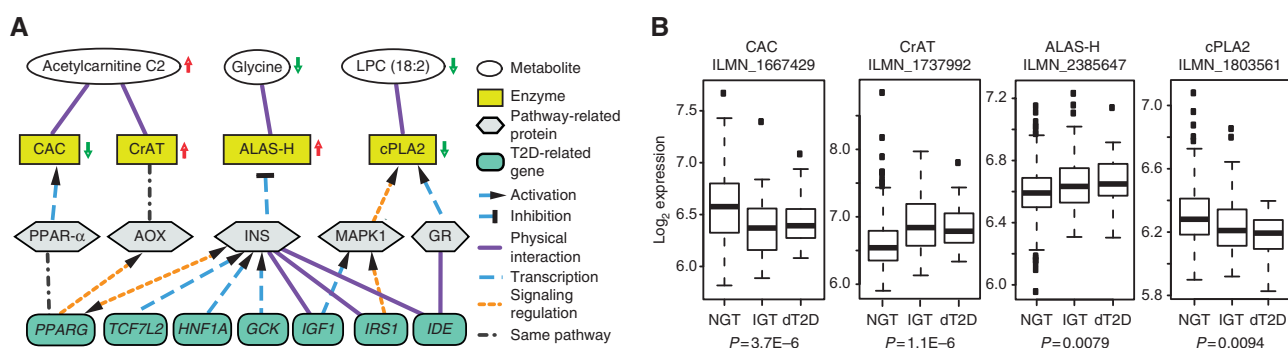 A
Acetylcarnitine C2
Glycine
LPC (18:2)
CAC
CrAT
ALAS-H
cPLA2
PPAR-α
AOX
INS
MAPK1
GR
PPARG
TCF7L2
HNF1A
GCK
IGF1
IRS1
IDE
Metabolite
Enzyme
Pathway-related
protein
T2D-related
gene
Activation
Inhibition
Physical
interaction
Transcription
Signaling
regulation
Same pathway
B
Log2 expression
CAC
ILMN_1667429
7.5
7.0
6.5
6.0
NGT IGT dT2D
P=3.7E–6
CrAT
ILMN_1737992
8.0
7.0
6.0
NGT IGT dT2D
P=1.1E–6
ALAS-H
ILMN_2385647
7.2
6.8
6.4
6.0
NGT IGT dT2D
P=0.0079
cPLA2
ILMN_1803561
7.0
6.6
6.2
5.8
NGT IGT dT2D
P=0.0094